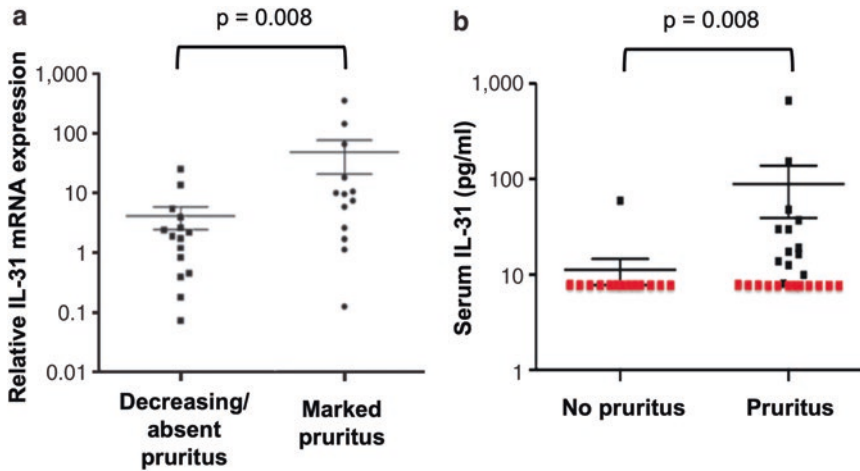 a
p = 0.008
Relative IL-31 mRNA expression
1,000
100
10
1
0.1
0.01
Decreasing/
absent
pruritus
Marked
pruritus
b
p = 0.008
Serum IL-31 (pg/ml)
1,000
100
10
1
No pruritus
Pruritus